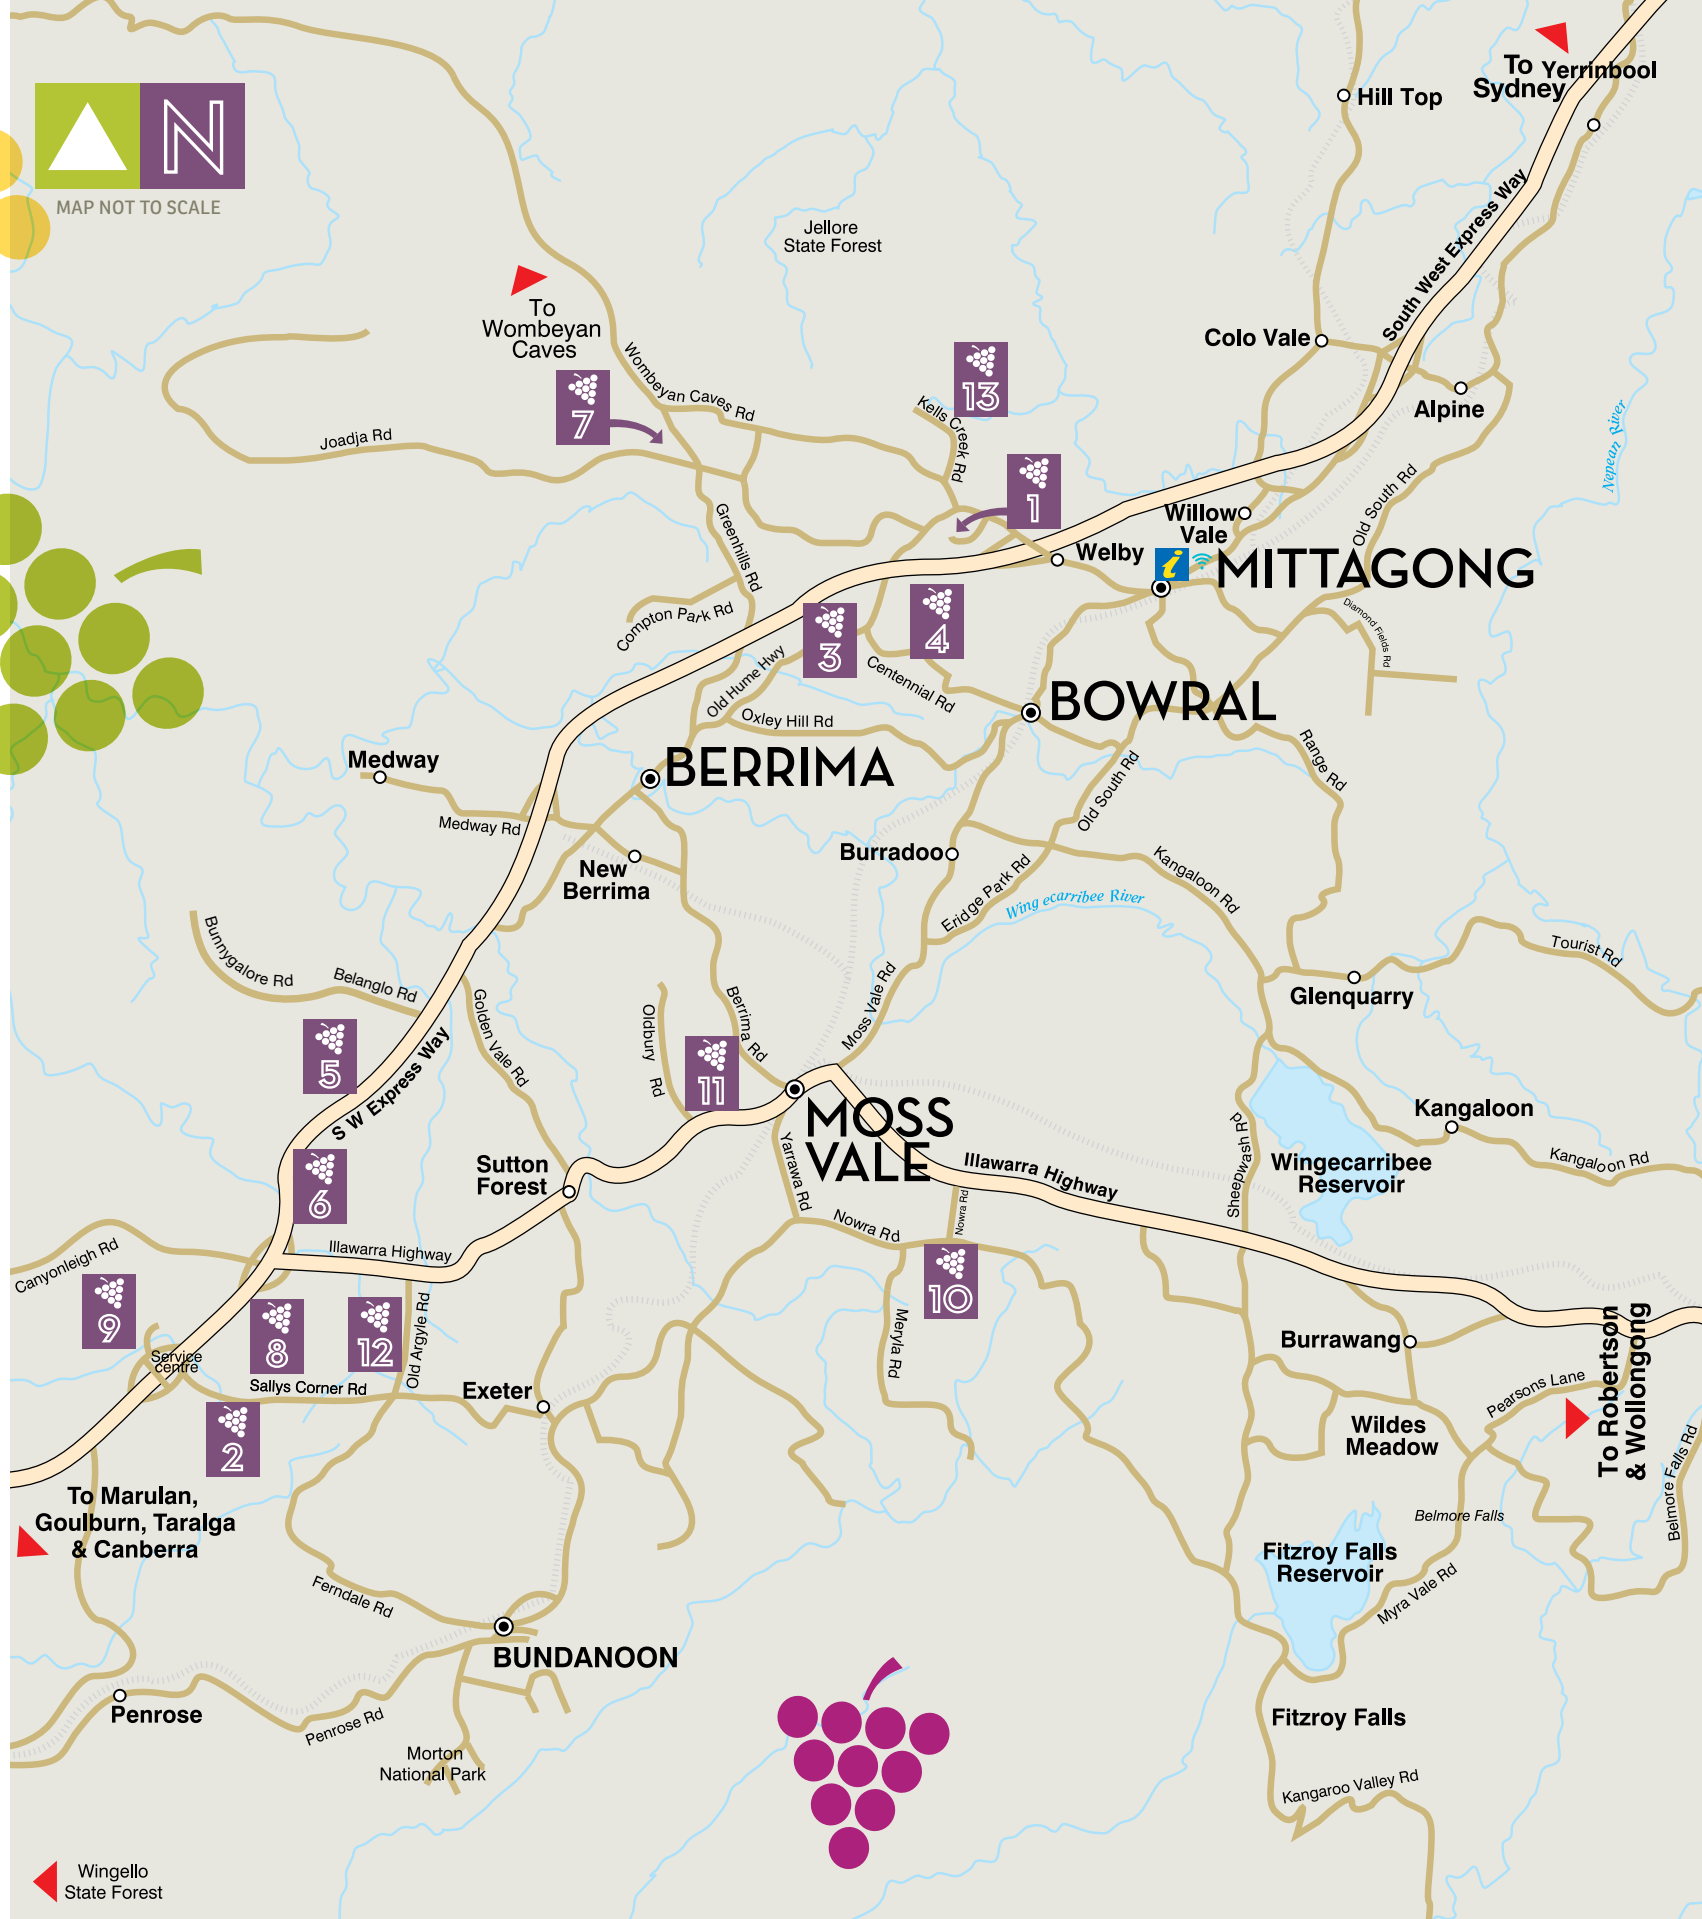 N
MAP NOT TO SCALE
To
Sydney
Yerrinbool
Hill Top
South West Express Way
Jellore
State Forest
To
Wombeyan
Caves
Colo Vale
Alpine
Nepean River
Wombeyan Caves Rd
13
7
Kells Creek Rd
Joadja Rd
1
Old South Rd
Willow
Vale
Greenhills Rd
Welby
i
MITTAGONG
Compton Park Rd
3
4
Diamond Fields Rd
Old Hume Hwy
Centennial Rd
BOWRAL
Oxley Hill Rd
Medway
BERRIMA
Range Rd
Old South Rd
Medway Rd
New
Berrima
Burradoo
Kangaloon Rd
Eridge Park Rd
Wing ecarribee River
Bunnygalore Rd
Belanglo Rd
Tourist Rd
Glenquarry
Golden Vale Rd
Oldbury Rd
Berrima Rd
Moss Vale Rd
5
S W Express Way
11
MOSS
VALE
Kangaloon
Sheepwash Rd
Wingecarribee
Reservoir
Kangaloon Rd
Sutton
Forest
6
Yarrawa Rd
Illawarra Highway
Nowra Rd
Nowra Rd
Canyonleigh Rd
Illawarra Highway
9
8
12
10
Old Argyle Rd
Meryla Rd
Service
centre
Sallys Corner Rd
Exeter
Burrawang
To Robertson
& Wollongong
Pearsons Lane
2
Wildes
Meadow
Belmore Falls Rd
To Marulan,
Goulburn, Taralga
& Canberra
Belmore Falls
Fitzroy Falls
Reservoir
Myra Vale Rd
Ferndale Rd
BUNDANOON
Penrose
Penrose Rd
Fitzroy Falls
Morton
National Park
Kangaroo Valley Rd
Wingello
State Forest